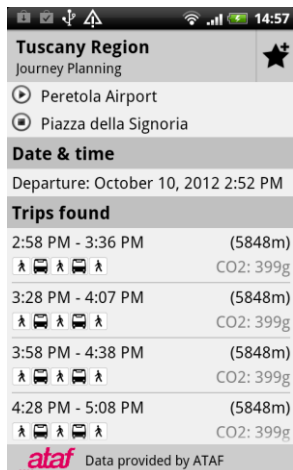 14:57
Tuscany Region
Journey Planning
Peretola Airport
Piazza della Signoria
Date & time
Departure: October 10, 2012 2:52 PM
Trips found
2:58 PM - 3:36 PM (5848m)
CO2: 399g
3:28 PM - 4:07 PM (5848m)
CO2: 399g
3:58 PM - 4:38 PM (5848m)
CO2: 399g
4:28 PM - 5:08 PM (5848m)
CO2: 399g
ataf Data provided by ATAF